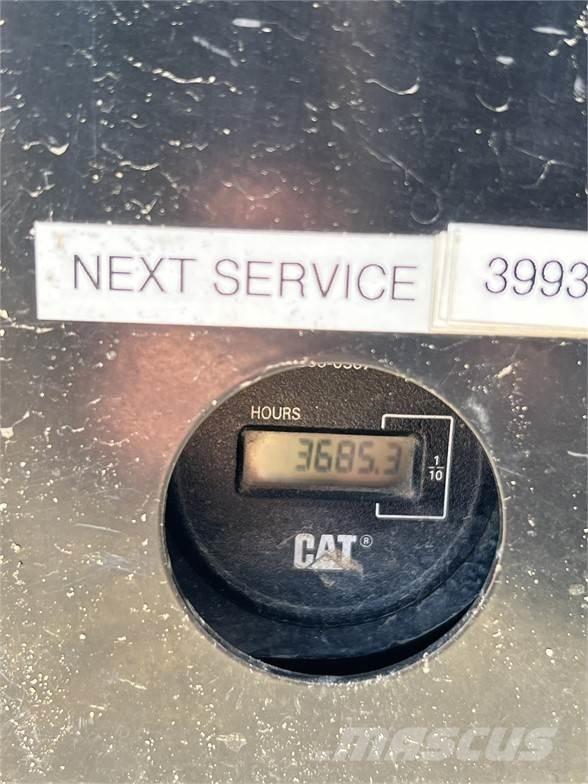 NEXT SERVICE 3993
HOURS
3685.3
1/10
CAT®
MASCUS